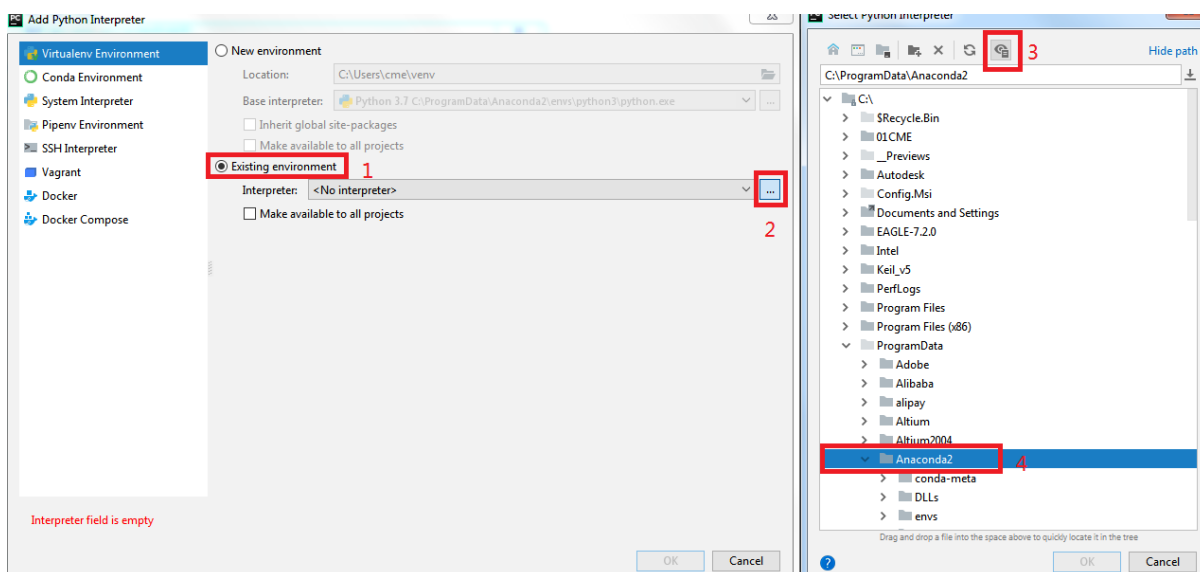 Add Python Interpreter
Virtualenv Environment
Conda Environment
System Interpreter
Pipenv Environment
SSH Interpreter
Vagrant
Docker
Docker Compose
New environment
Location: C:\Users\cme\venv
Base interpreter: Python 3.7 C:\ProgramData\Anaconda2\envs\python3\python.exe ...
Inherit global site-packages
Make available to all projects
Existing environment 1
Interpreter: <No interpreter> ...
2
Make available to all projects
Interpreter field is empty
OK Cancel
Select Python Interpreter
3
Hide path
C:\ProgramData\Anaconda2
C:\
$Recycle.Bin
01CME
__Previews
Autodesk
Config.Msi
Documents and Settings
EAGLE-7.2.0
Intel
Keil_v5
PerfLogs
Program Files
Program Files (x86)
ProgramData
Adobe
Alibaba
alipay
Altium
Altium2004
Anaconda2 4
conda-meta
DLLs
envs
Drag and drop a file into the space above to quickly locate it in the tree
? OK Cancel